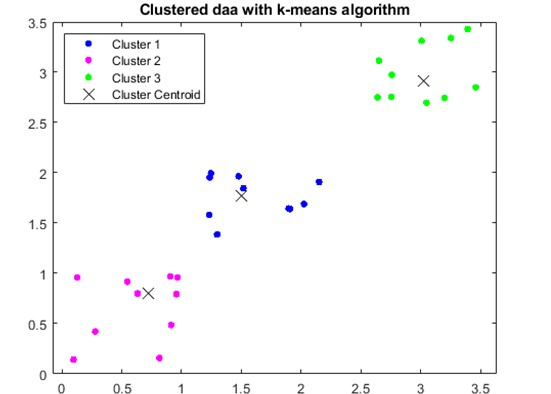 Clustered daa with k-means algorithm
Cluster 1
Cluster 2
Cluster 3
Cluster Centroid
3.5
3
2.5
2
1.5
1
0.5
0
0 0.5 1 1.5 2 2.5 3 3.5